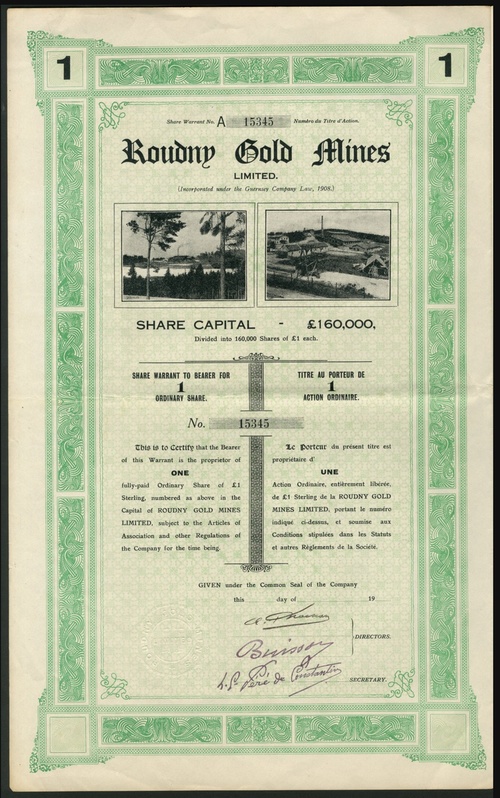 1
1
Share Warrant No. A 15345 Numéro du Titre d'Action.
Roudny Gold Mines
LIMITED.
(Incorporated under the Guernsey Company Law, 1908.)
SHARE CAPITAL - £160,000,
Divided into 160,000 Shares of £1 each.
SHARE WARRANT TO BEARER FOR
1
ORDINARY SHARE.
TITRE AU PORTEUR DE
1
ACTION ORDINAIRE.
No. 15345
This is to Certify that the Bearer
of this Warrant is the proprietor of
ONE
fully-paid Ordinary Share of £1
Sterling, numbered as above in the
Capital of ROUDNY GOLD MINES
LIMITED, subject to the Articles of
Association and other Regulations of
the Company for the time being.
Le Porteur du présent titre est
propriétaire d'
UNE
Action Ordinaire, entièrement libérée,
de £1 Sterling de la ROUDNY GOLD
MINES LIMITED, portant le numéro
indiqué ci-dessus, et soumise aux
Conditions stipulées dans les Statuts
et autres Règlements de la Société.
GIVEN under the Common Seal of the Company
this day of 19
DIRECTORS.
SECRETARY.